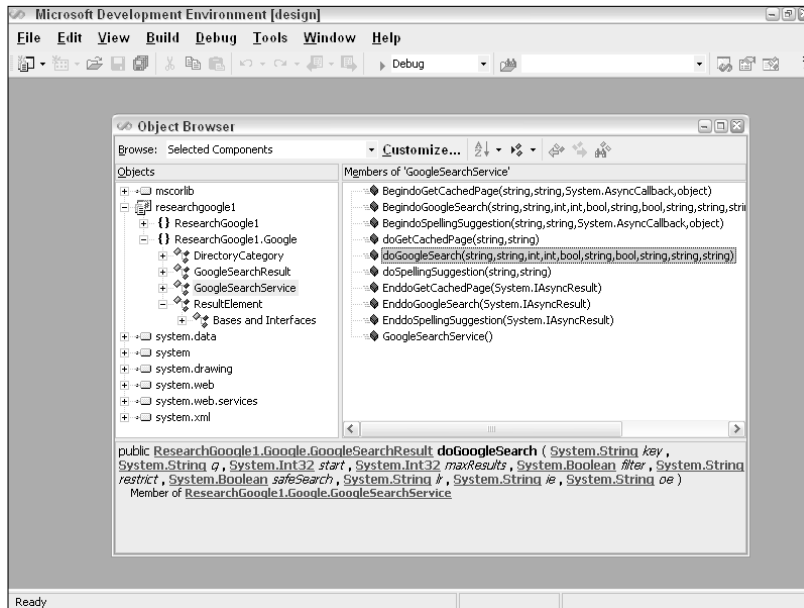 Microsoft Development Environment [design]
File Edit View Build Debug Tools Window Help
Debug
Object Browser
Browse: Selected Components Customize...
Objects
Members of 'GoogleSearchService'
mscorlib
researchgoogle1
{} ResearchGoogle1
{} ResearchGoogle1.Google
DirectoryCategory
GoogleSearchResult
GoogleSearchService
ResultElement
Bases and Interfaces
system.data
system
system.drawing
system.web
system.web.services
system.xml
BegindoGetCachedPage(string,string,System.AsyncCallback,object)
BegindoGoogleSearch(string,string,int,int,bool,string,bool,string,string,stri
BegindoSpellingSuggestion(string,string,System.AsyncCallback,object)
doGetCachedPage(string,string)
doGoogleSearch(string,string,int,int,bool,string,bool,string,string,string)
doSpellingSuggestion(string,string)
EnddoGetCachedPage(System.IAsyncResult)
EnddoGoogleSearch(System.IAsyncResult)
EnddoSpellingSuggestion(System.IAsyncResult)
GoogleSearchService()
public ResearchGoogle1.Google.GoogleSearchResult doGoogleSearch ( System.String key ,
System.String q , System.Int32 start , System.Int32 maxResults , System.Boolean filter , System.String
restrict , System.Boolean safeSearch , System.String lr , System.String ie , System.String oe )
Member of ResearchGoogle1.Google.GoogleSearchService
Ready